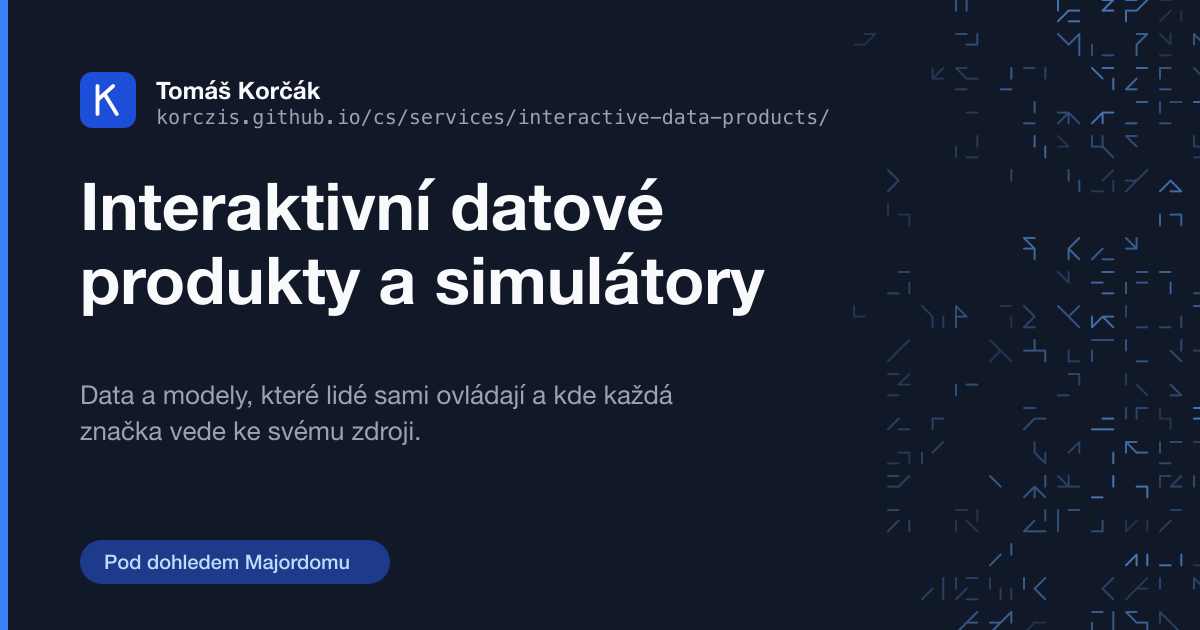 K
Tomáš Korčák
korczis.github.io/cs/services/interactive-data-products/
Interaktivní datové
produkty a simulátory
Data a modely, které lidé sami ovládají a kde každá
značka vede ke svému zdroji.
Pod dohledem Majordomu